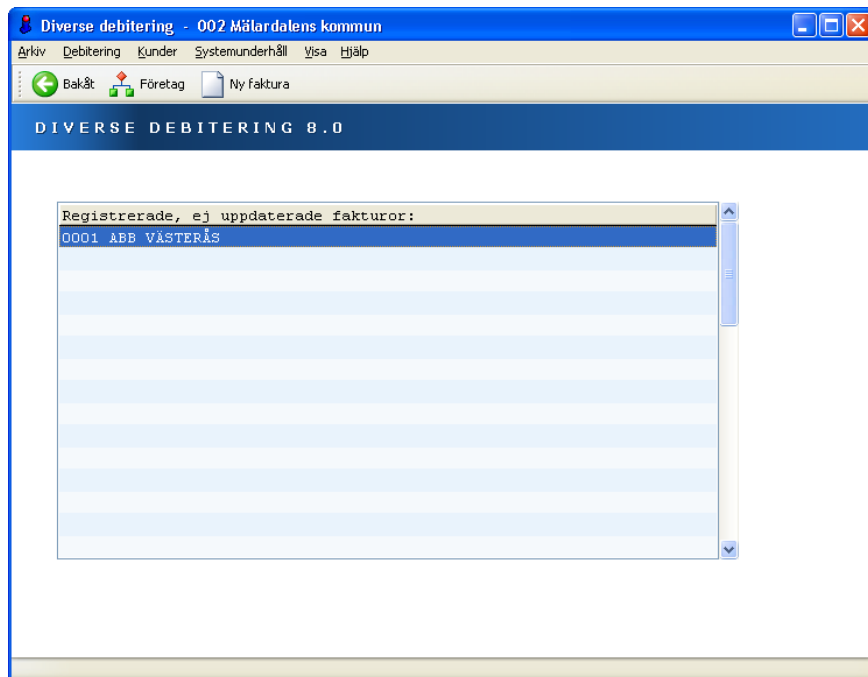 Diverse debitering - 002 Mälardalens kommun
Arkiv Debitering Kunder Systemunderhåll Visa Hjälp
Bakåt Företag Ny faktura
DIVERSE DEBITERING 8.0
Registrerade, ej uppdaterade fakturor:
0001 ABB VÄSTERÅS